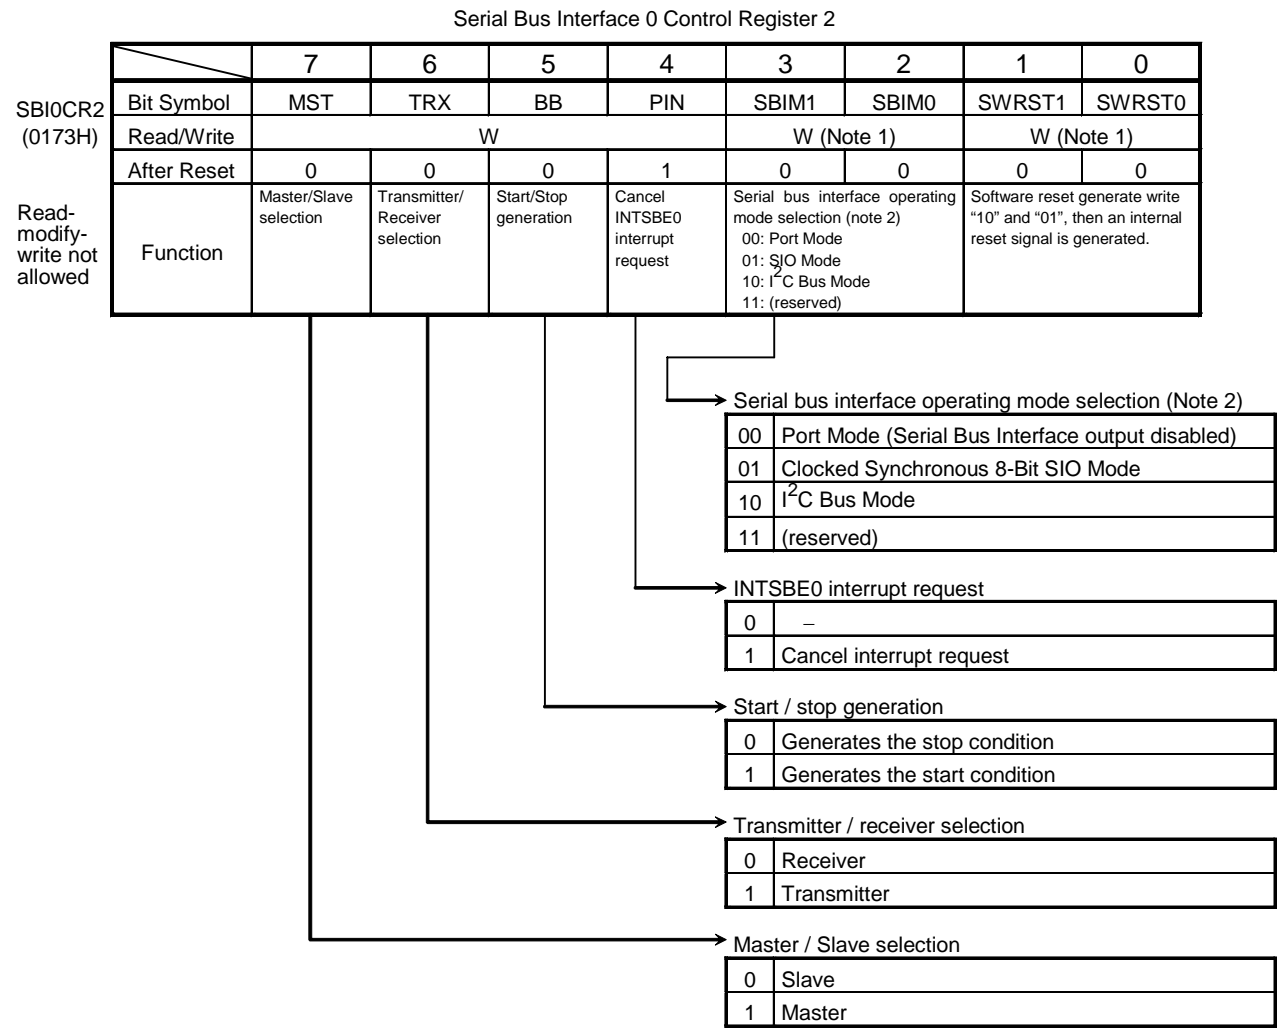 Serial Bus Interface 0 Control Register 2
7 6 5 4 3 2 1 0
SBI0CR2
(0173H)
Bit Symbol MST TRX BB PIN SBIM1 SBIM0 SWRST1 SWRST0
Read/Write W W (Note 1) W (Note 1)
After Reset 0 0 0 1 0 0 0 0
Read-
modify-
write not
allowed
Function
Master/Slave
selection
Transmitter/
Receiver
selection
Start/Stop
generation
Cancel
INTSBE0
interrupt
request
Serial bus interface operating
mode selection (note 2)
00: Port Mode
01: SIO Mode
10: I2C Bus Mode
11: (reserved)
Software reset generate write
“10” and “01”, then an internal
reset signal is generated.
Serial bus interface operating mode selection (Note 2)
00 Port Mode (Serial Bus Interface output disabled)
01 Clocked Synchronous 8-Bit SIO Mode
10 I2C Bus Mode
11 (reserved)
INTSBE0 interrupt request
0 –
1 Cancel interrupt request
Start / stop generation
0 Generates the stop condition
1 Generates the start condition
Transmitter / receiver selection
0 Receiver
1 Transmitter
Master / Slave selection
0 Slave
1 Master